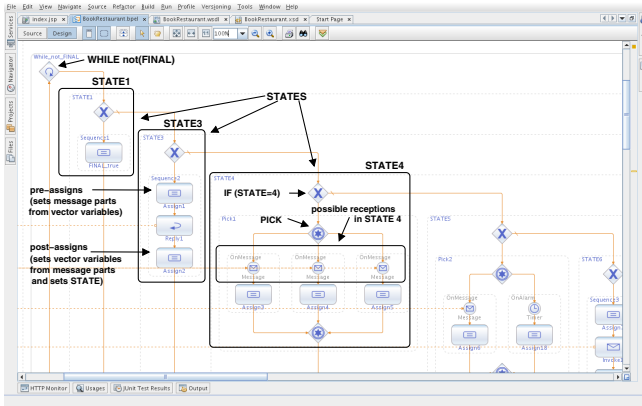 File Edit View Navigate Source Refactor Build Run Profile Versioning Tools Window Help
index.jsp x BookRestaurant.bpel x BookRestaurant.wsdl x BookRestaurant.xsd x Start Page x
Source Design 100%
Services
Navigator
Projects
Files
While_not_FINAL
WHILE not(FINAL)
STATE1
STATE1
STATES
Sequence1
FINAL_true
STATE3
STATE3
Sequence2
Assign1
Reply1
Assign2
pre-assigns
(sets message parts
from vector variables)
post-assigns
(sets vector variables
from message parts
and sets STATE)
STATE4
STATE4
IF (STATE=4)
possible receptions
in STATE 4
Pick1
PICK
OnMessage OnMessage OnMessage
Message Message Message
Assign3 Assign4 Assign5
STATE5
Pick2
OnMessage OnAlarm
Message Timer
Assign6 Assign18
STATE6
Sequence3
Assign
Invoke1
HTTP Monitor Usages JUnit Test Results Output